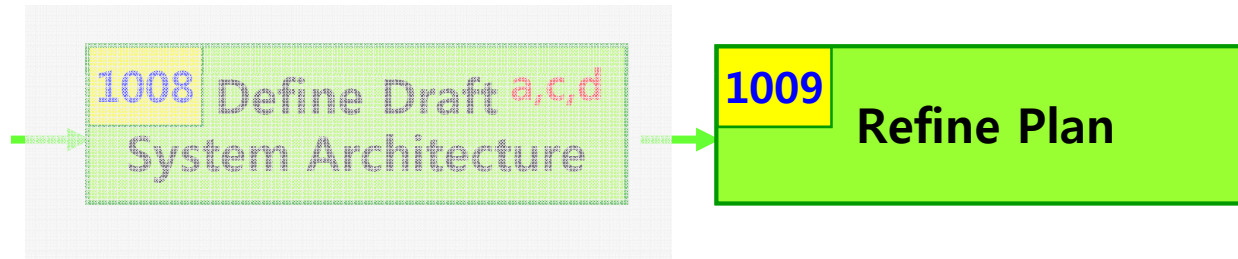 1008 Define Draft a,c,d
System Architecture
1009
Refine Plan